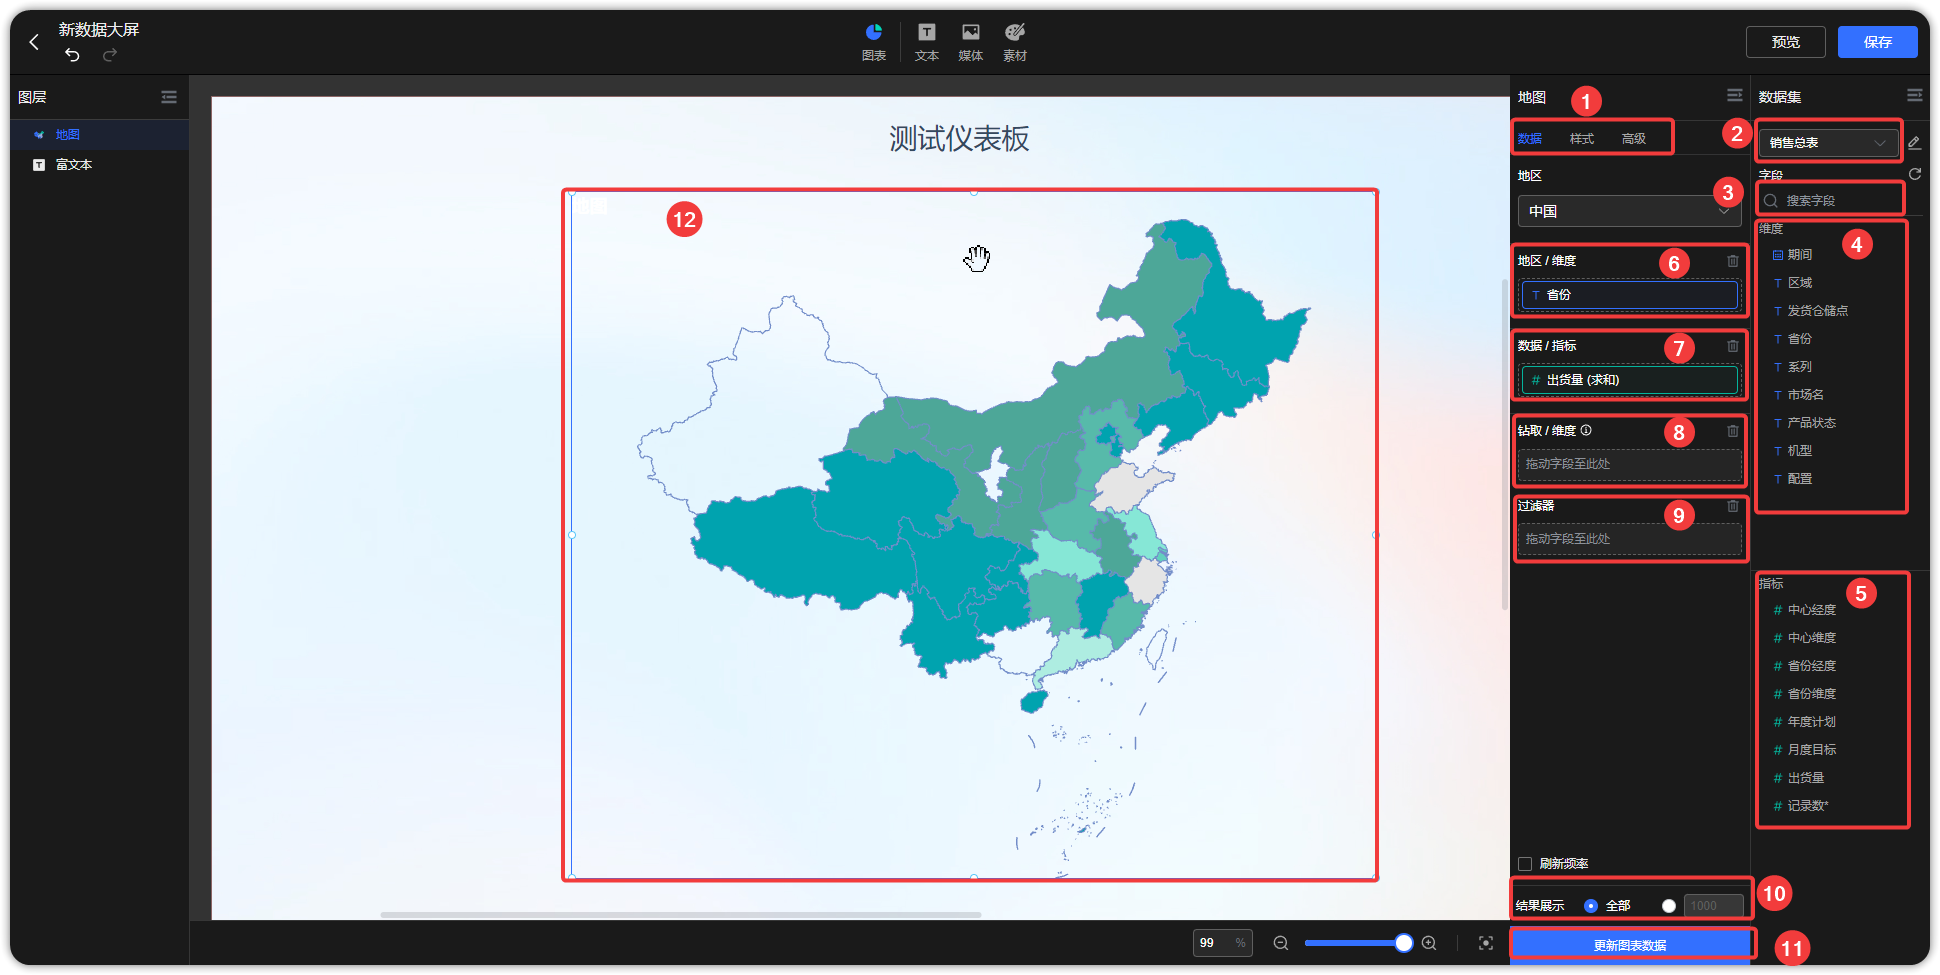 新数据大屏
图表
文本
媒体
素材
预览
保存
图层
地图
富文本
测试仪表板
地图
12
地图
1
数据
样式
高级
地区
中国
地区 / 维度
6
T 省份
数据 / 指标
7
# 出货量 (求和)
钻取 / 维度
8
拖动字段至此处
过滤器
9
拖动字段至此处
刷新频率
结果展示
全部
1000
10
更新图表数据
11
数据集
2
销售总表
字段
3
搜索字段
维度
4
期间
T 区域
T 发货仓储点
T 省份
T 系列
T 市场名
T 产品状态
T 机型
T 配置
指标
5
# 中心经度
# 中心维度
# 省份经度
# 省份维度
# 年度计划
# 月度目标
# 出货量
# 记录数*
99 %